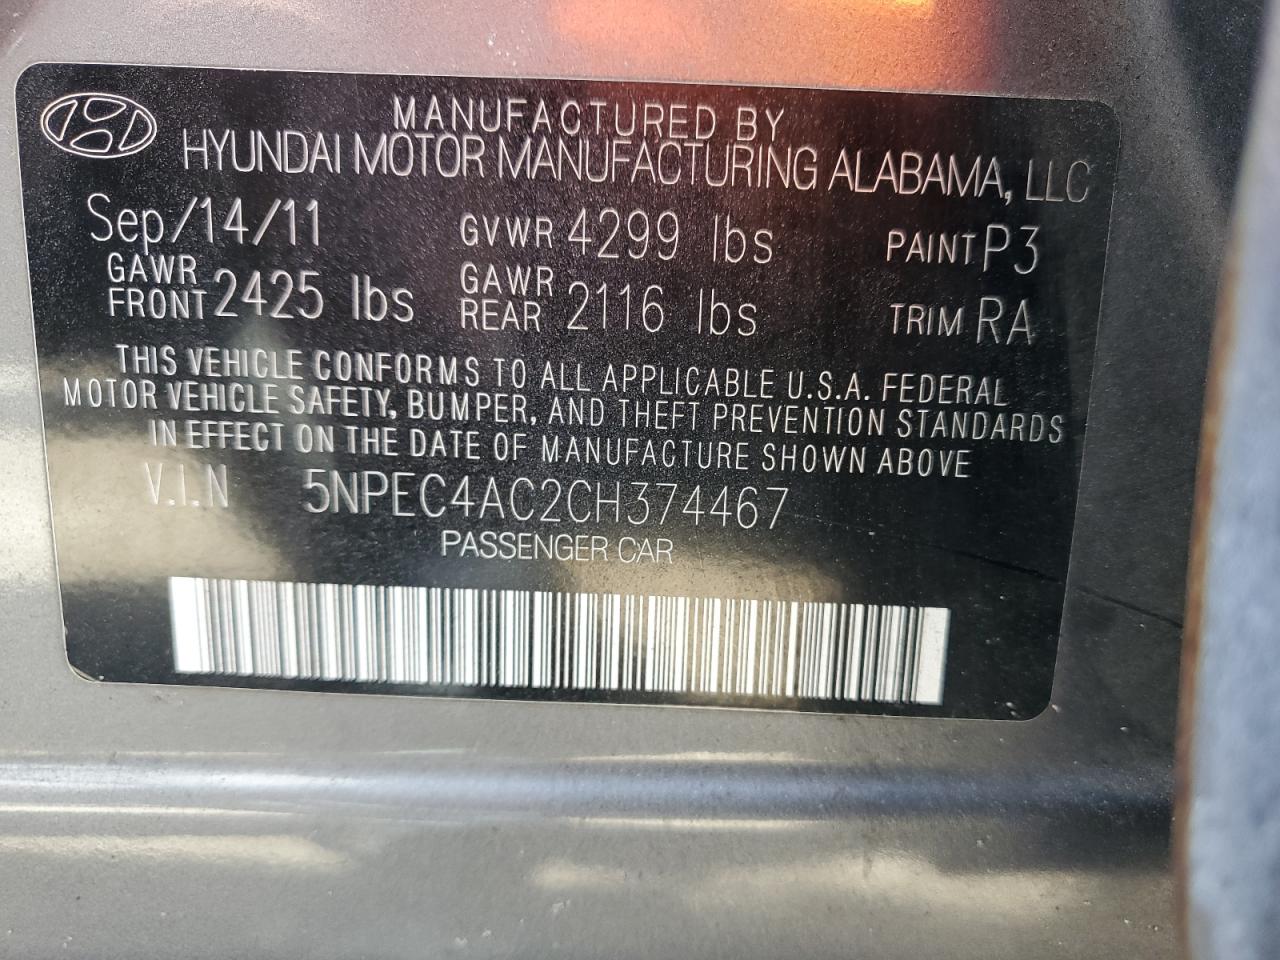 MANUFACTURED BY
HYUNDAI MOTOR MANUFACTURING ALABAMA, LLC
Sep/14/11 GVWR 4299 lbs PAINT P3
GAWR FRONT 2425 lbs GAWR REAR 2116 lbs TRIM RA
THIS VEHICLE CONFORMS TO ALL APPLICABLE U.S.A. FEDERAL
MOTOR VEHICLE SAFETY, BUMPER, AND THEFT PREVENTION STANDARDS
IN EFFECT ON THE DATE OF MANUFACTURE SHOWN ABOVE
V.I.N 5NPEC4AC2CH374467
PASSENGER CAR